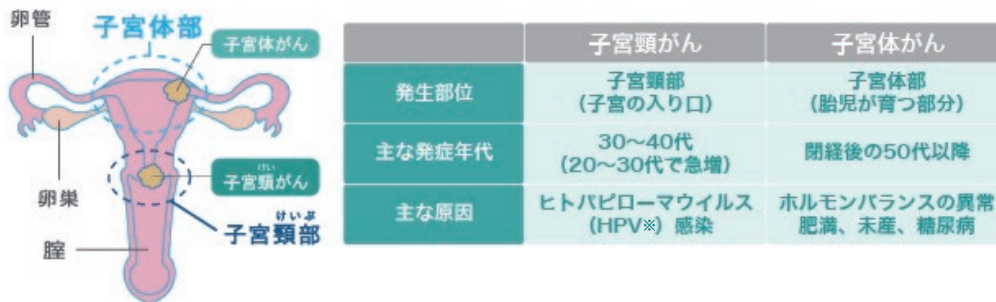 卵管
子宮体部
子宮体がん
卵巣
けい
子宮頸がん
けいぶ
子宮頸部
腟
子宮頸がん 子宮体がん
発生部位 子宮頸部 子宮体部
(子宮の入り口) (胎児が育つ部分)
主な発症年代 30〜40代 閉経後の50代以降
(20〜30代で急増)
主な原因 ヒトパピローマウイルス ホルモンバランスの異常
(HPV※)感染 肥満、未産、糖尿病